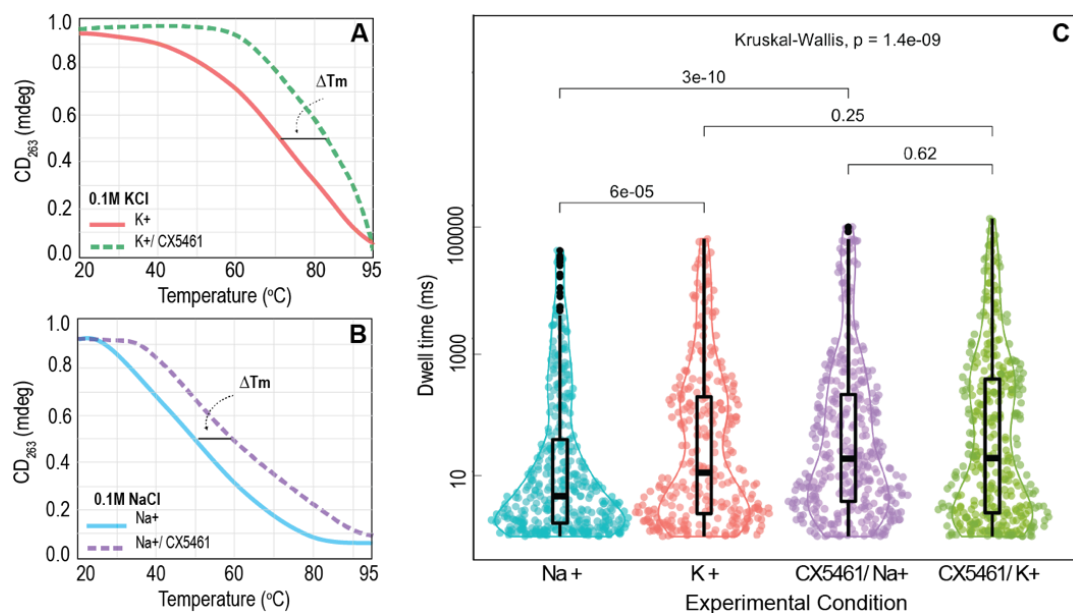 A
1.0
0.8
0.6
0.4
0.2
0.0
CD263 (mdeg)
ΔTm
0.1M KCl
K+
K+/ CX5461
20 40 60 80 95
Temperature (oC)
B
1.0
0.8
0.6
0.4
0.2
0.0
CD263 (mdeg)
ΔTm
0.1M NaCl
Na+
Na+/ CX5461
20 40 60 80 95
Temperature (oC)
C
Kruskal-Wallis, p = 1.4e-09
3e-10
0.25
0.62
6e-05
100000
1000
10
Dwell time (ms)
Na + K + CX5461/ Na+ CX5461/ K+
Experimental Condition